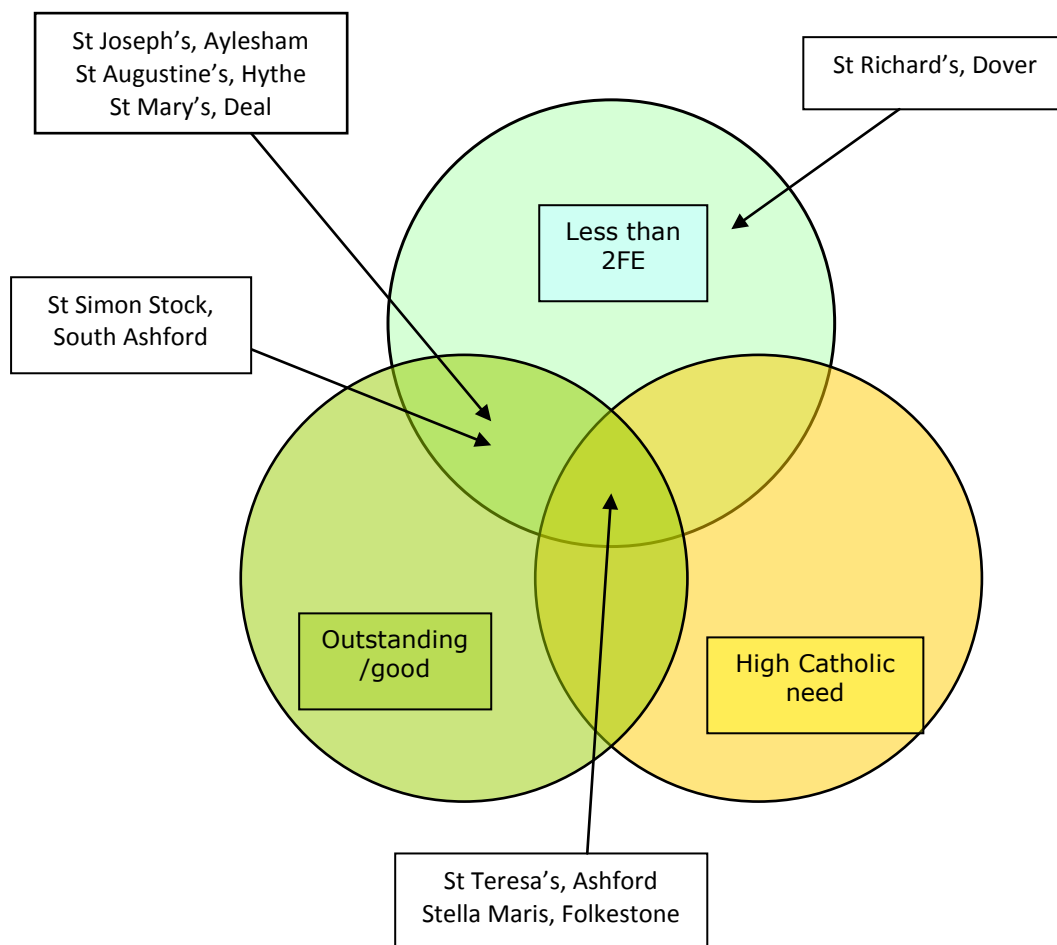 St Joseph’s, Aylesham
St Augustine’s, Hythe
St Mary’s, Deal
St Richard’s, Dover
Less than
2FE
St Simon Stock,
South Ashford
Outstanding
/good
High Catholic
need
St Teresa’s, Ashford
Stella Maris, Folkestone